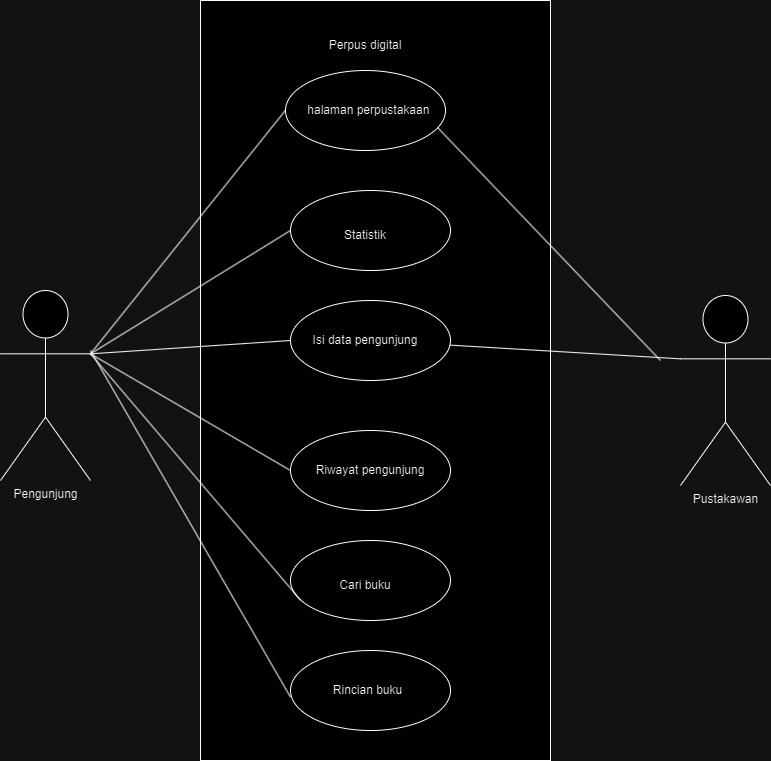 Perpus digital
halaman perpustakaan
Statistik
Isi data pengunjung
Riwayat pengunjung
Pengunjung
Pustakawan
Cari buku
Rincian buku